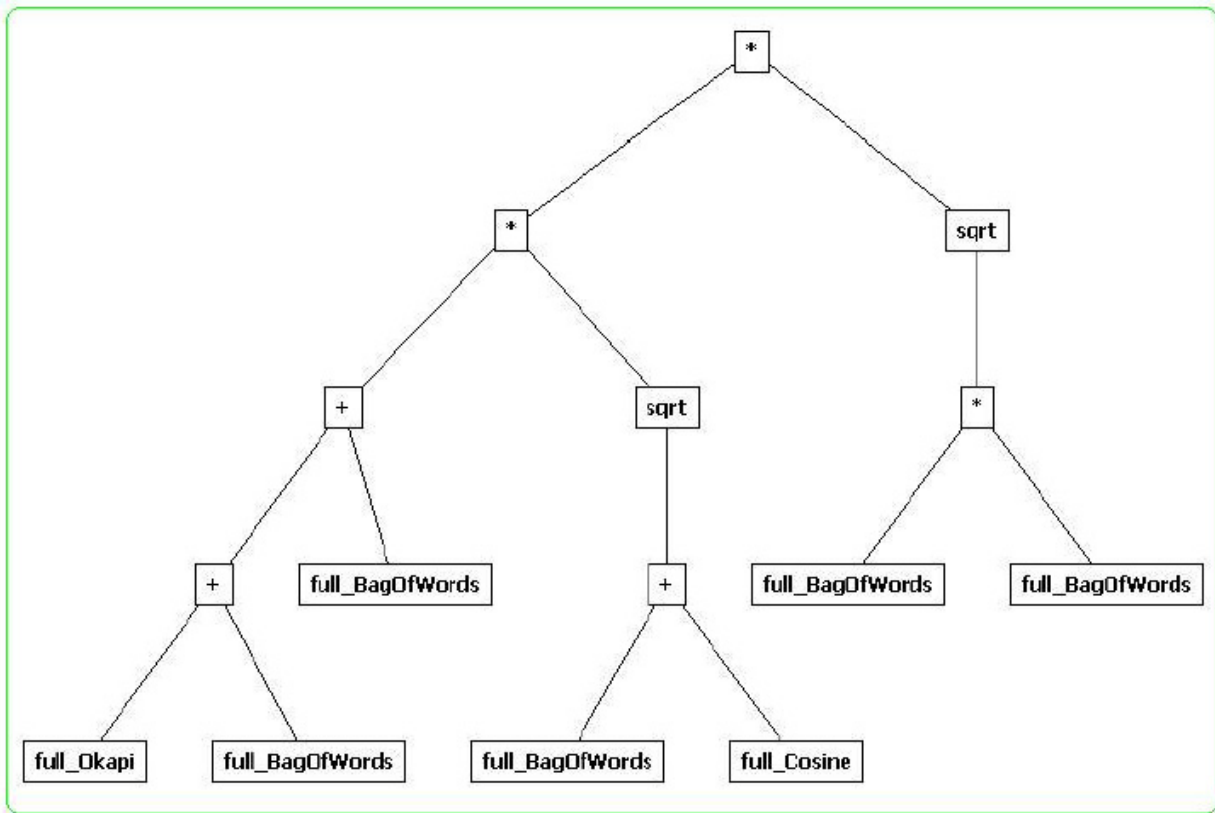 *
* sqrt
+ sqrt *
+ full_BagOfWords + full_BagOfWords full_BagOfWords
full_Okapi full_BagOfWords full_BagOfWords full_Cosine